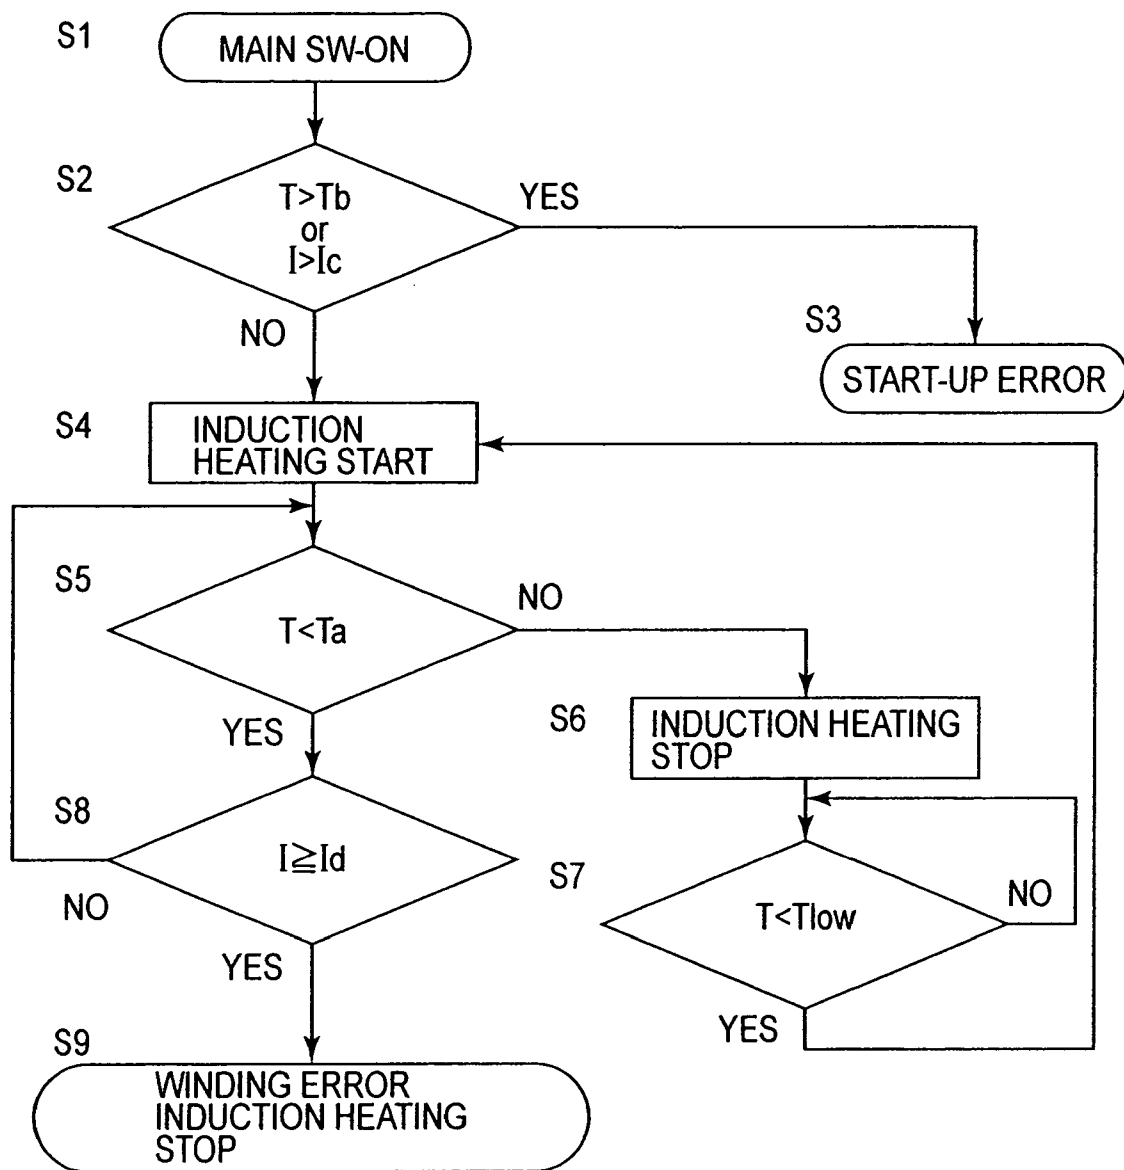 S1
MAIN SW-ON
S2
T>Tb
or
I>Ic
YES
NO
S3
START-UP ERROR
S4
INDUCTION
HEATING START
S5
T<Ta
NO
YES
S6
INDUCTION HEATING
STOP
S8
I≧Id
NO
YES
S7
T<Tlow
NO
YES
S9
WINDING ERROR
INDUCTION HEATING
STOP